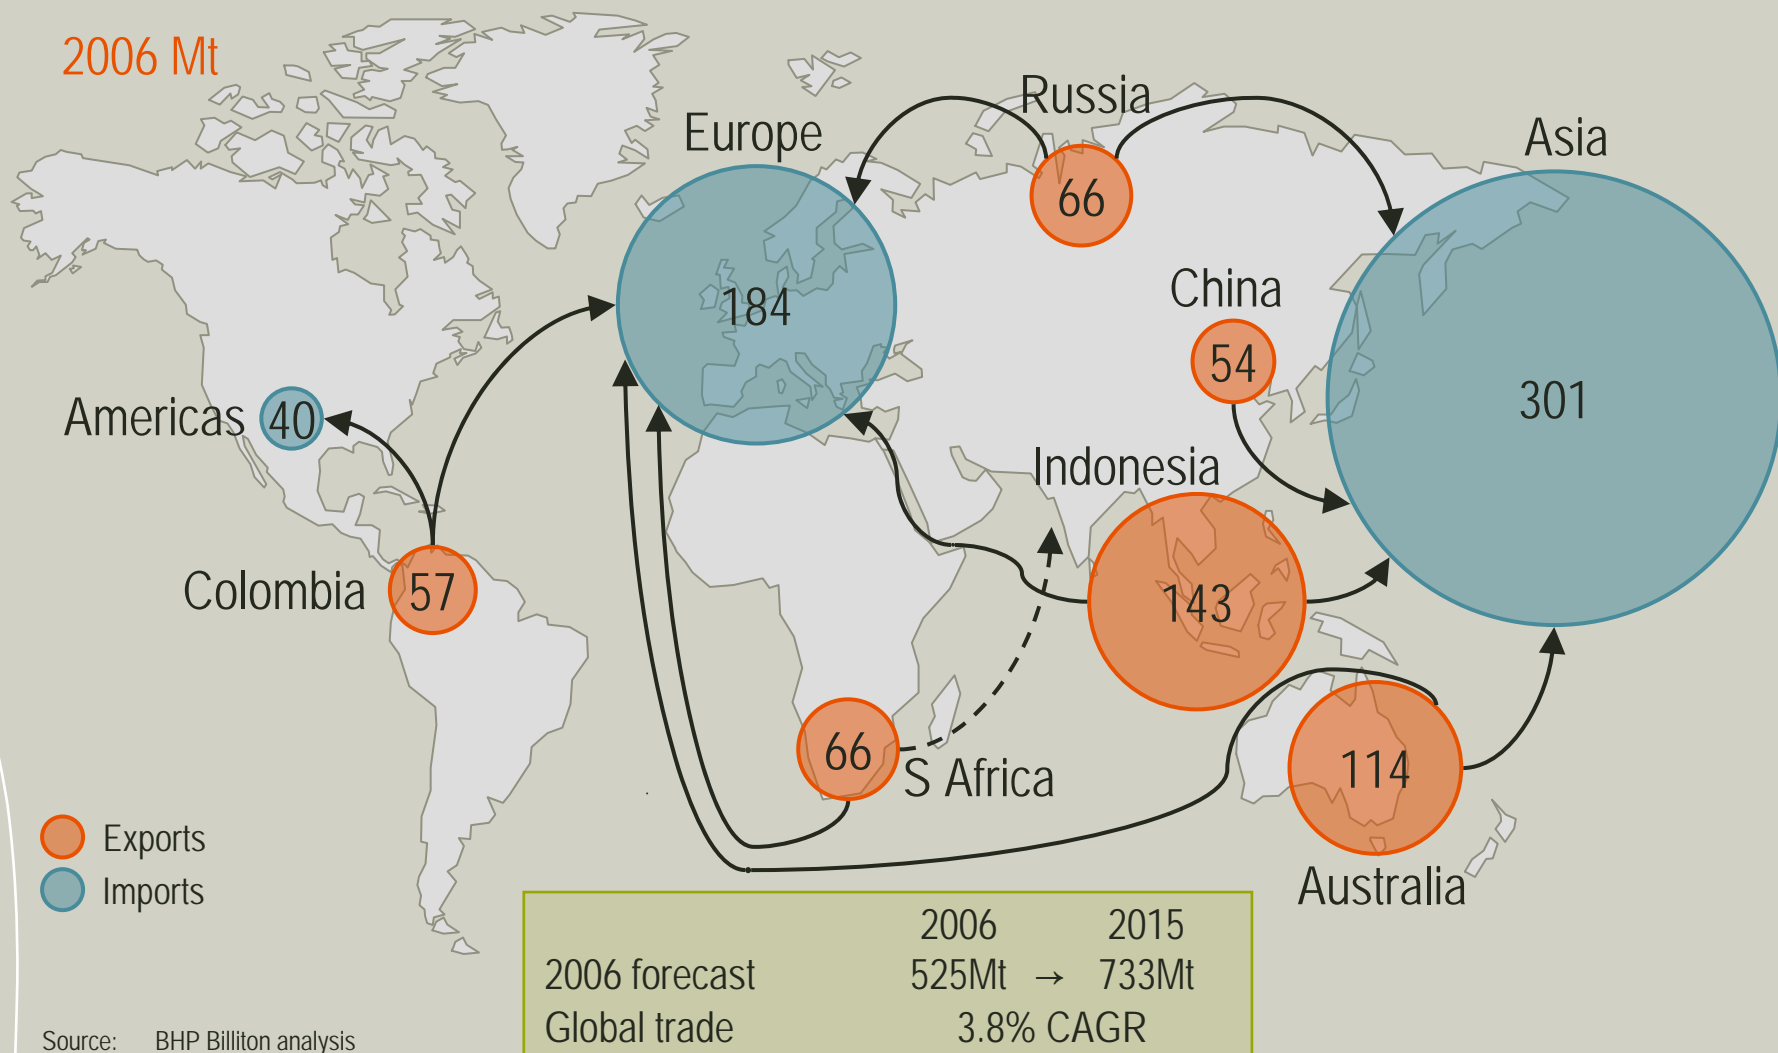 2006 Mt
Russia
Europe
Asia
66
184
China
54
301
Americas
40
Indonesia
Colombia
57
143
66
S Africa
114
Australia
Exports
Imports
2006 2015
2006 forecast 525Mt → 733Mt
Global trade 3.8% CAGR
Source: BHP Billiton analysis